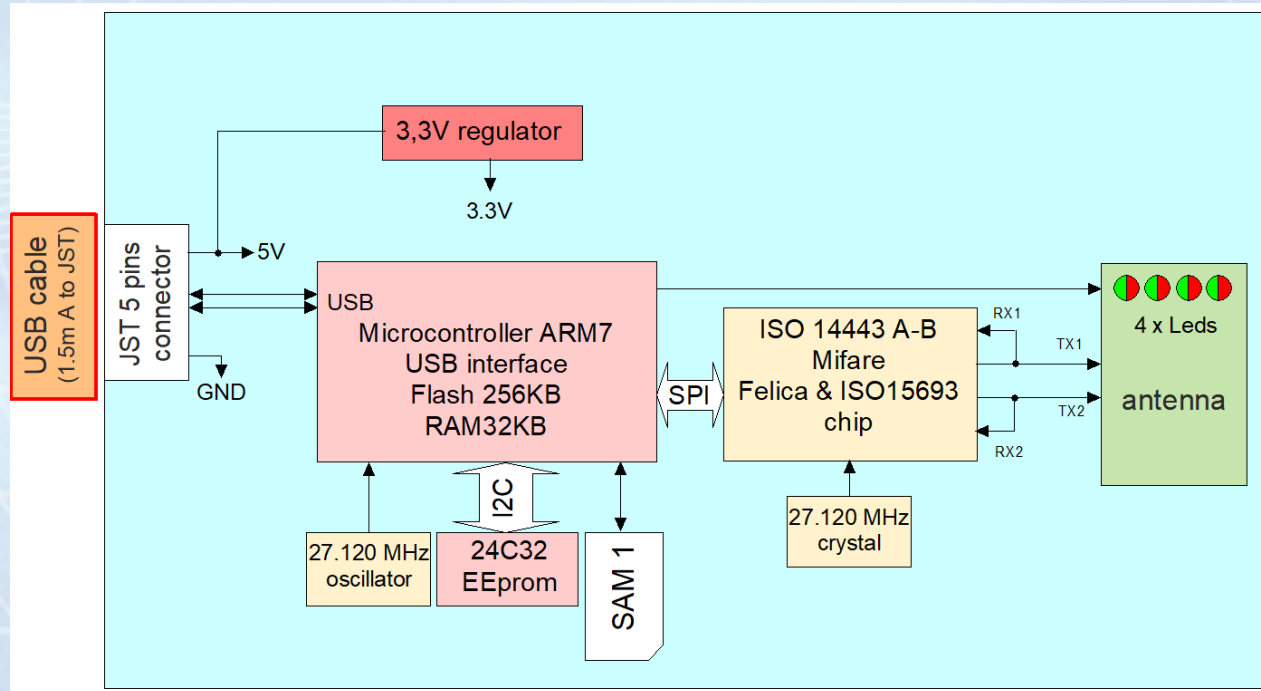 3,3V regulator
3.3V
USB cable
(1.5m A to JST)
JST 5 pins
connector
5V
GND
USB
Microcontroller ARM7
USB interface
Flash 256KB
RAM32KB
SPI
ISO 14443 A-B
Mifare
Felica & ISO15693
chip
RX1
TX1
TX2
RX2
4 x Leds
antenna
27.120 MHz
oscillator
I2C
24C32
EEprom
SAM 1
27.120 MHz
crystal